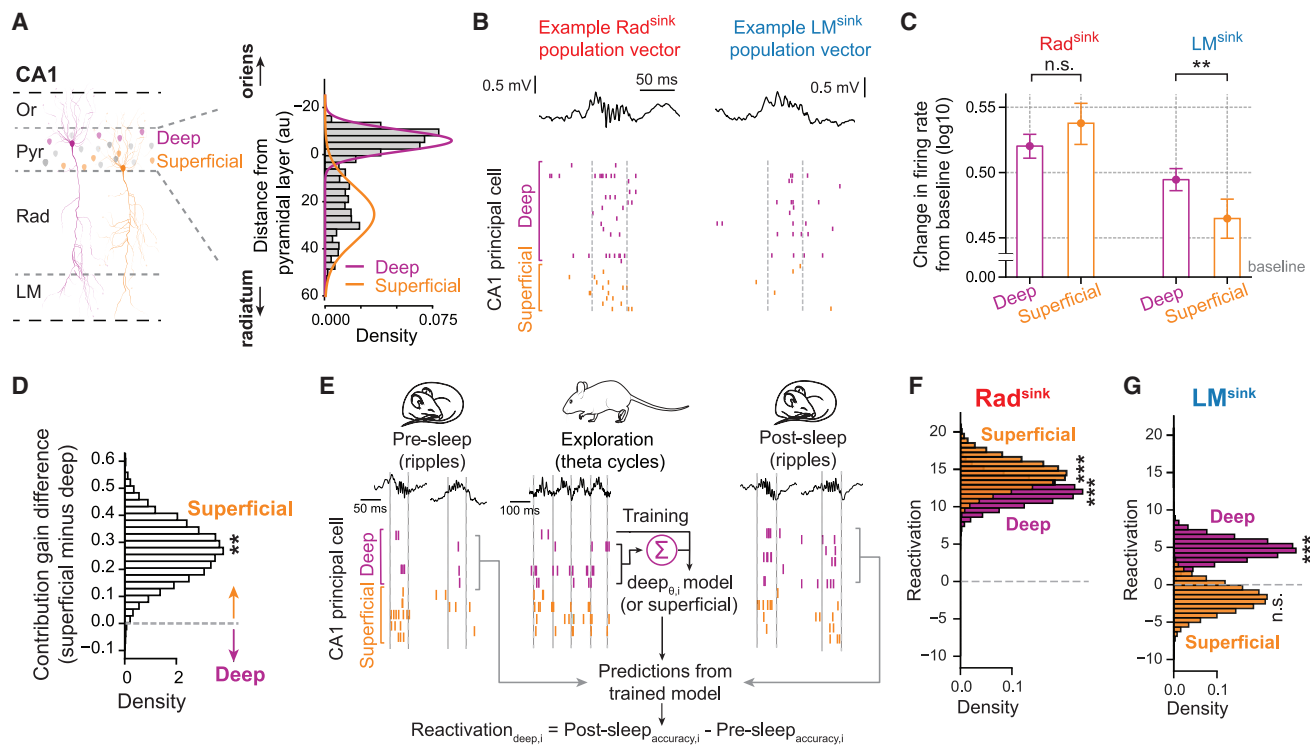 A
CA1
Or
Pyr
Rad
LM
Deep
Superficial
oriens
radiatum
Distance from
pyramidal layer (au)
−20
0
20
40
60
Deep
Superficial
0.000
0.075
Density
B
Example Rad^sink
population vector
Example LM^sink
population vector
0.5 mV
50 ms
0.5 mV
CA1 principal cell
Deep
Superficial
C
Rad^sink
LM^sink
n.s.
**
Change in firing rate
from baseline (log10)
0.55
0.50
0.45
0.00
baseline
Deep
Superficial
Deep
Superficial
D
Contribution gain difference
(superficial minus deep)
0.6
0.5
0.4
0.3
0.2
0.1
0.0
−0.1
Superficial
**
Deep
0
2
Density
E
Pre-sleep
(ripples)
Exploration
(theta cycles)
Post-sleep
(ripples)
50 ms
100 ms
Training
CA1 principal cell
Deep
Superficial
Σ
deep_θ,i model
(or superficial)
Predictions from
trained model
Reactivation_deep,i = Post-sleep_accuracy,i - Pre-sleep_accuracy,i
F
Rad^sink
Reactivation
20
15
10
5
0
−5
−10
Superficial
***
***
Deep
0.0
0.1
Density
G
LM^sink
Reactivation
20
15
10
5
0
−5
−10
Deep
***
n.s.
Superficial
0.0
0.1
Density